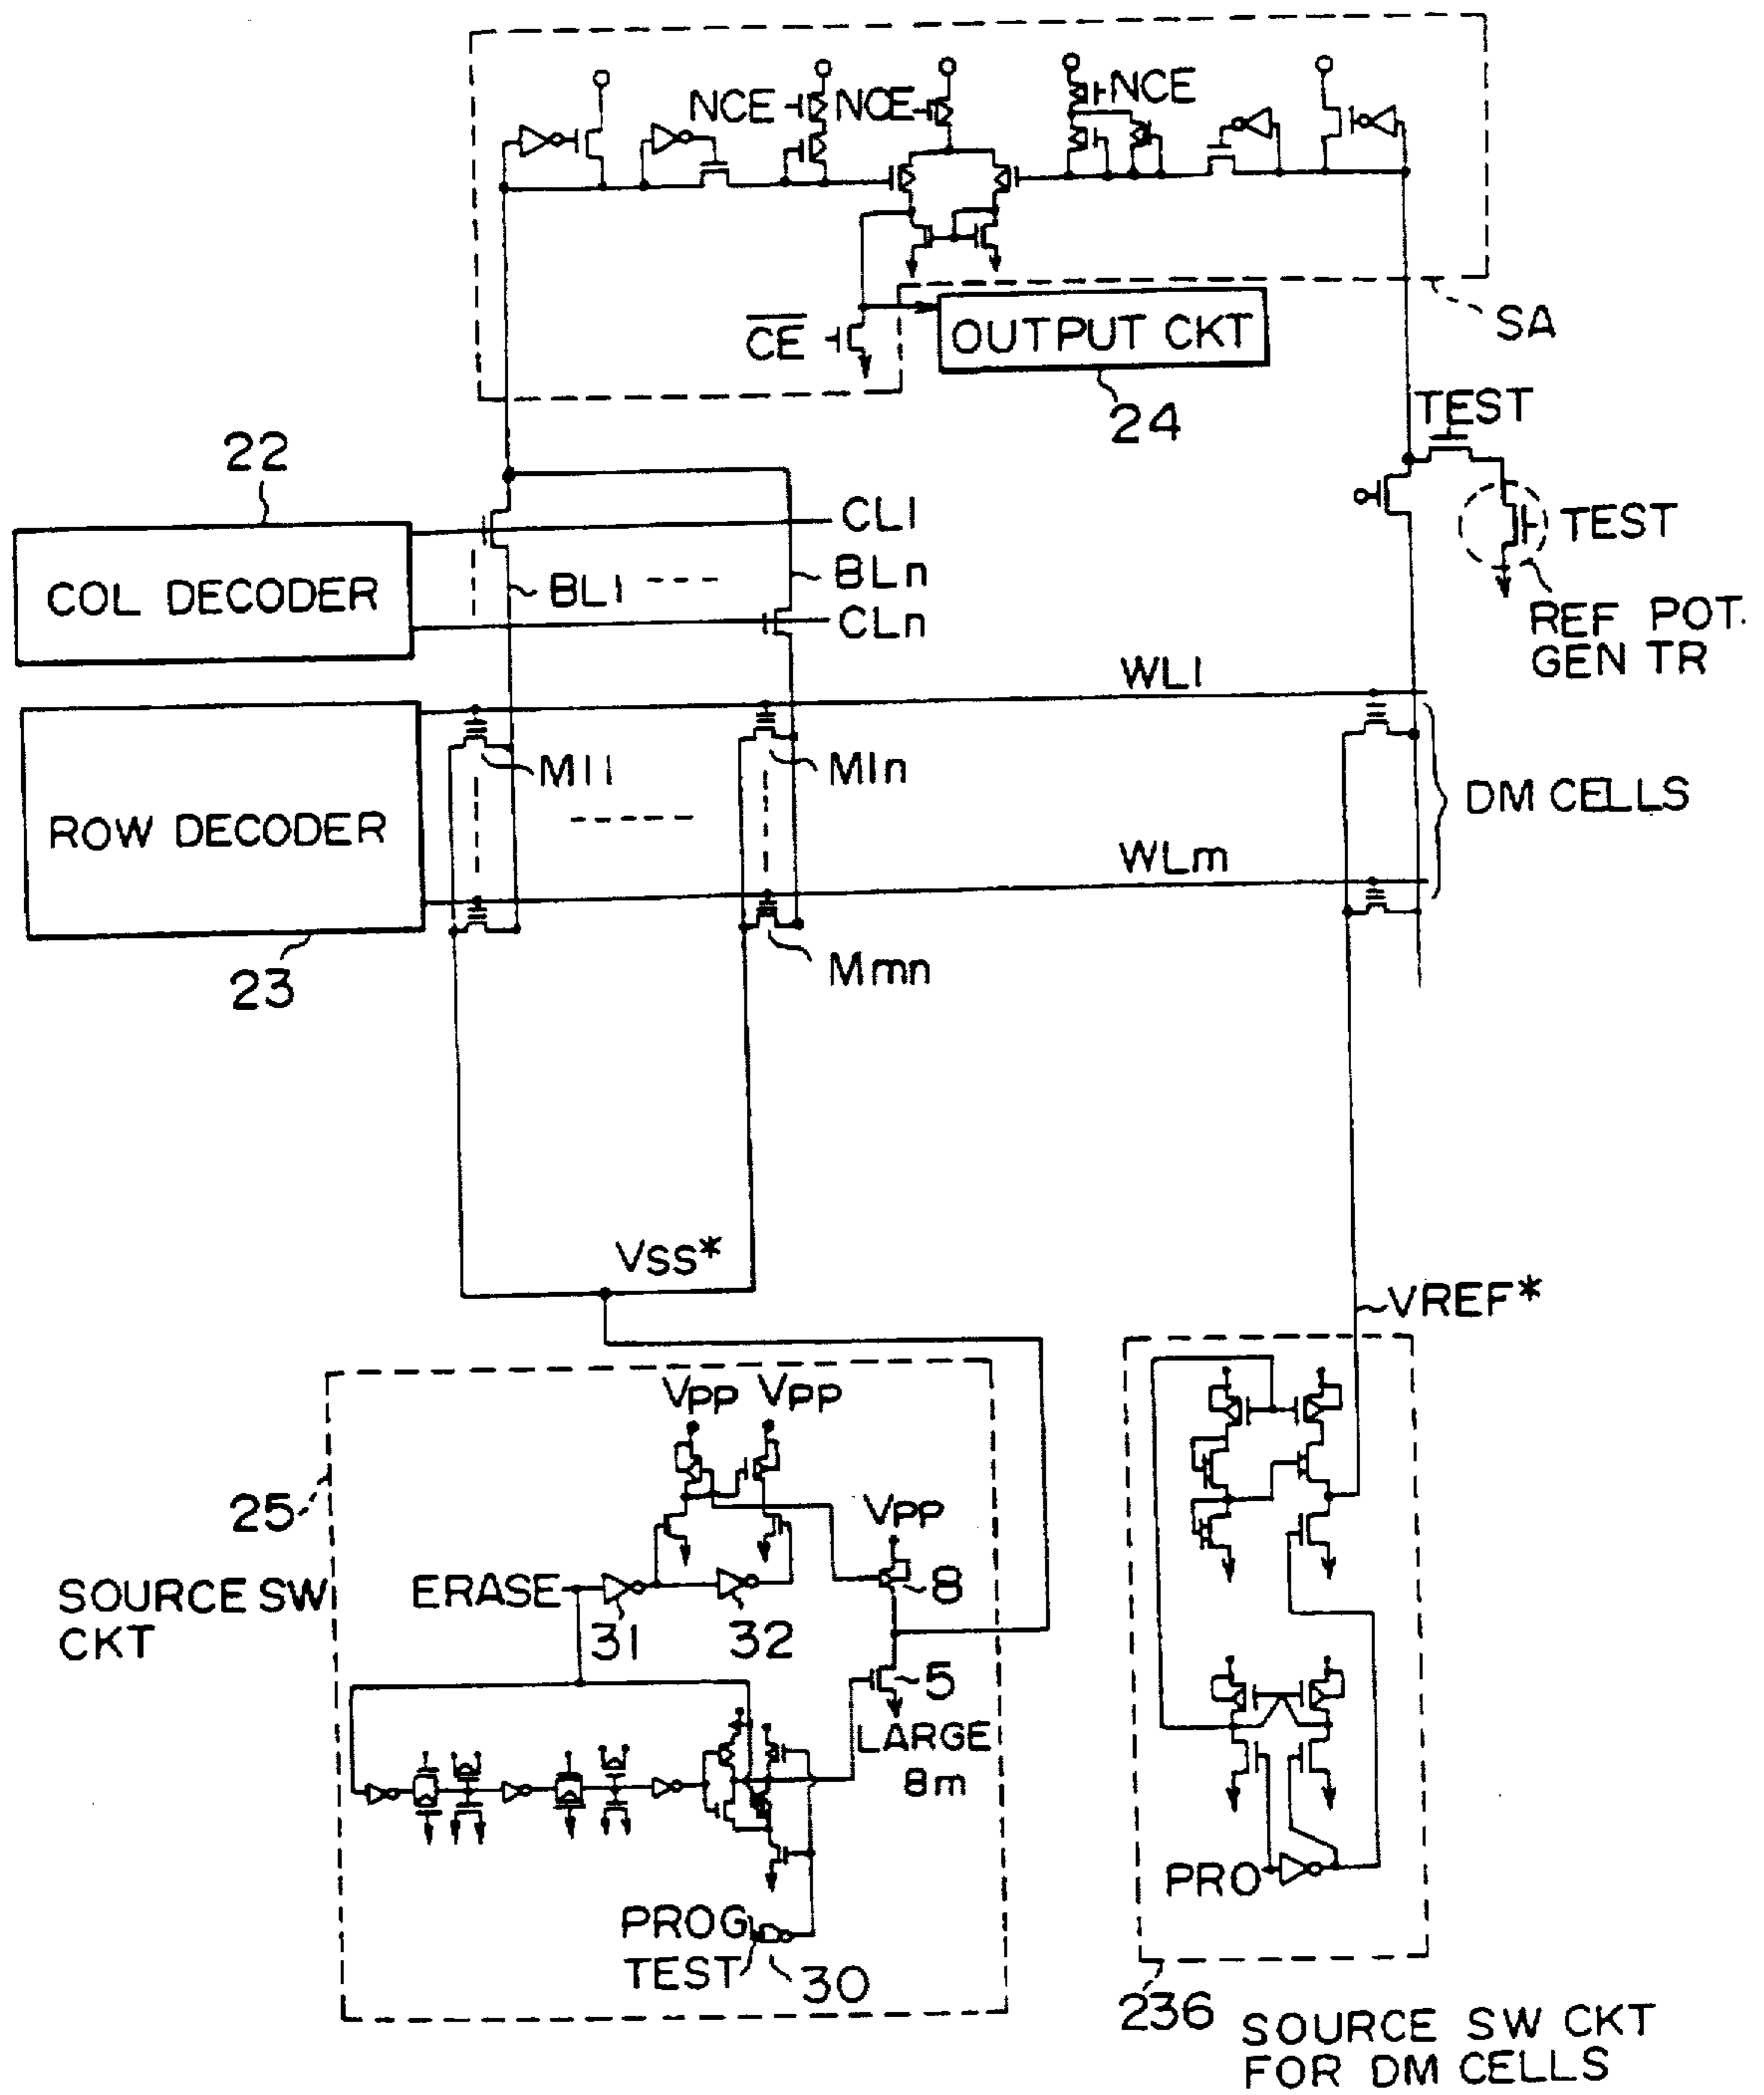 NCE
NCE
NCE
CE
OUTPUT CKT
SA
24
TEST
22
CL1
TEST
COL DECODER
BL1
BLn
CLn
REF POT.
GEN TR
WL1
M11
M1n
DM CELLS
ROW DECODER
WLm
23
Mmn
VSS*
VREF*
VPP
VPP
25
VPP
SOURCE SW
CKT
ERASE
8
31
32
5
LARGE
8m
PRO
PROG
TEST
30
236
SOURCE SW CKT
FOR DM CELLS